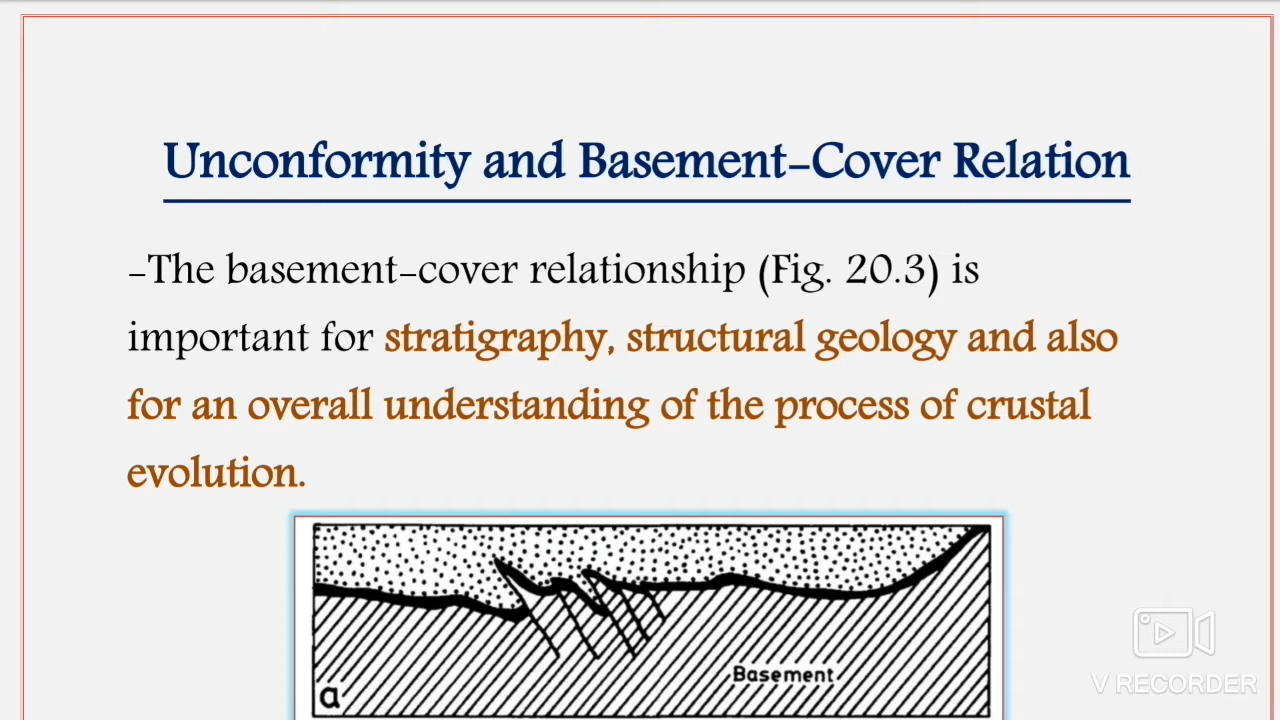 Unconformity and Basement-Cover Relation
-The basement-cover relationship (Fig. 20.3) is
important for stratigraphy, structural geology and also
for an overall understanding of the process of crustal
evolution.
Basement
a
V RECORDER